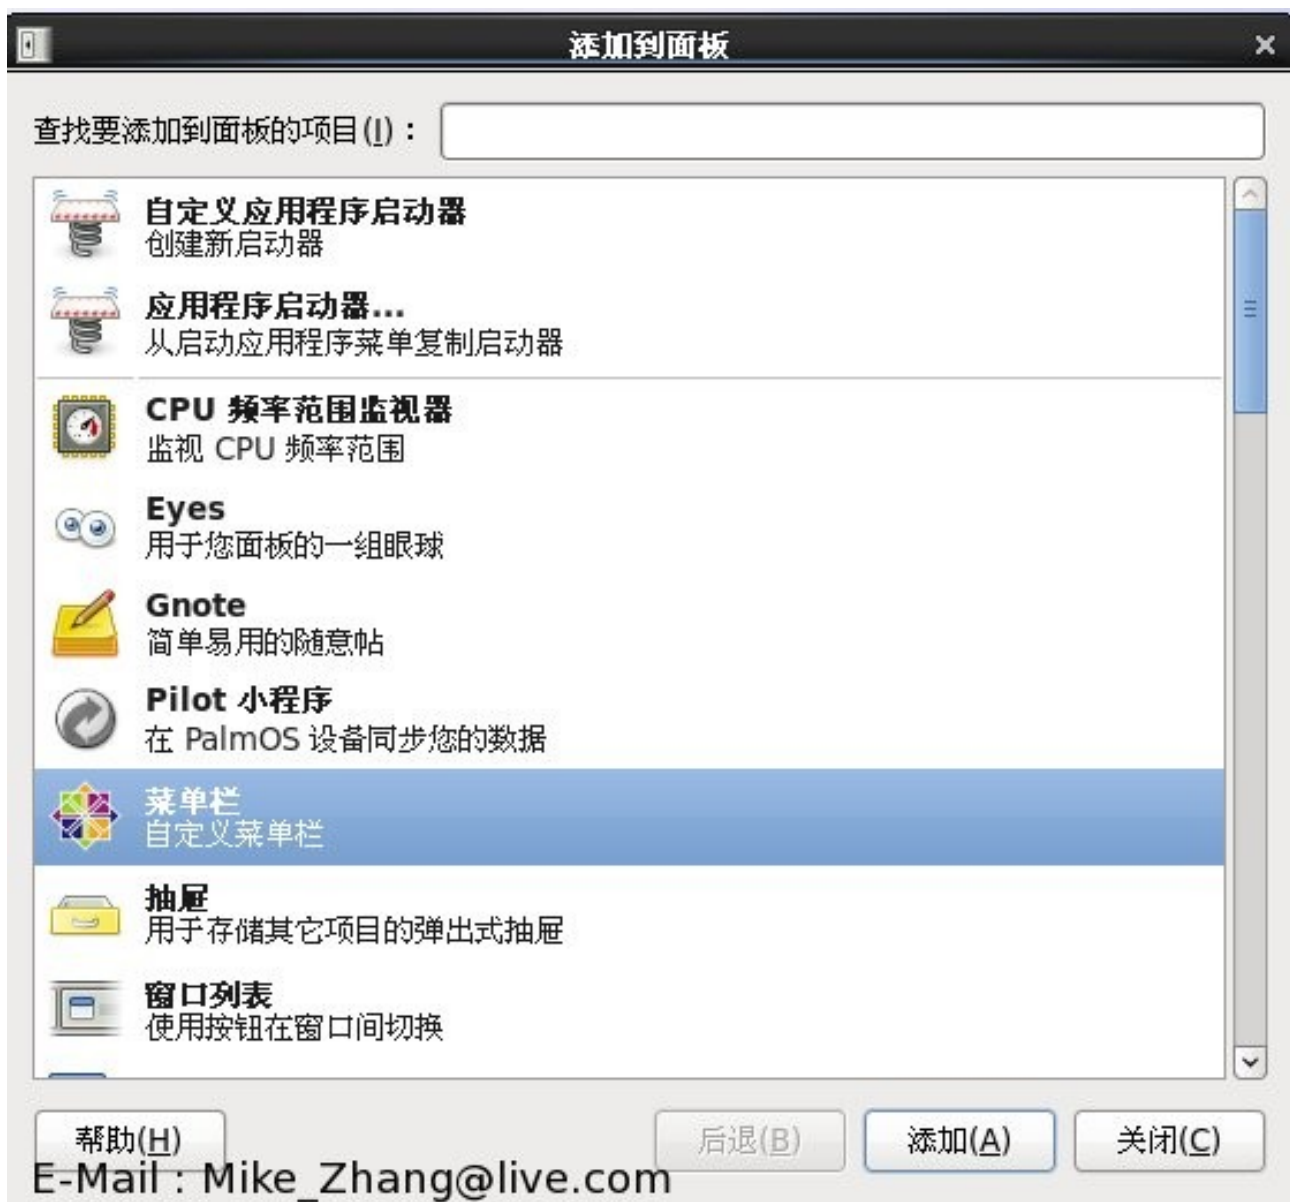 添加到面板
查找要添加到面板的项目(I)：
自定义应用程序启动器
创建新启动器
应用程序启动器...
从启动应用程序菜单复制启动器
CPU 频率范围监视器
监视 CPU 频率范围
Eyes
用于您面板的一组眼球
Gnote
简单易用的随意帖
Pilot 小程序
在 PalmOS 设备同步您的数据
菜单栏
自定义菜单栏
抽屉
用于存储其它项目的弹出式抽屉
窗口列表
使用按钮在窗口间切换
帮助(H)
后退(B)
添加(A)
关闭(C)
E-Mail : Mike_Zhang@live.com